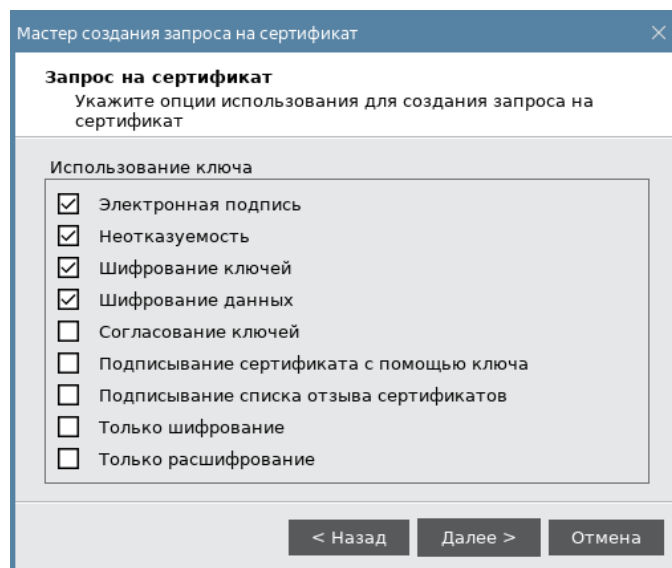 Мастер создания запроса на сертификат
Запрос на сертификат
Укажите опции использования для создания запроса на
сертификат
Использование ключа
Электронная подпись
Неотказуемость
Шифрование ключей
Шифрование данных
Согласование ключей
Подписывание сертификата с помощью ключа
Подписывание списка отзыва сертификатов
Только шифрование
Только расшифрование
< Назад
Далее >
Отмена